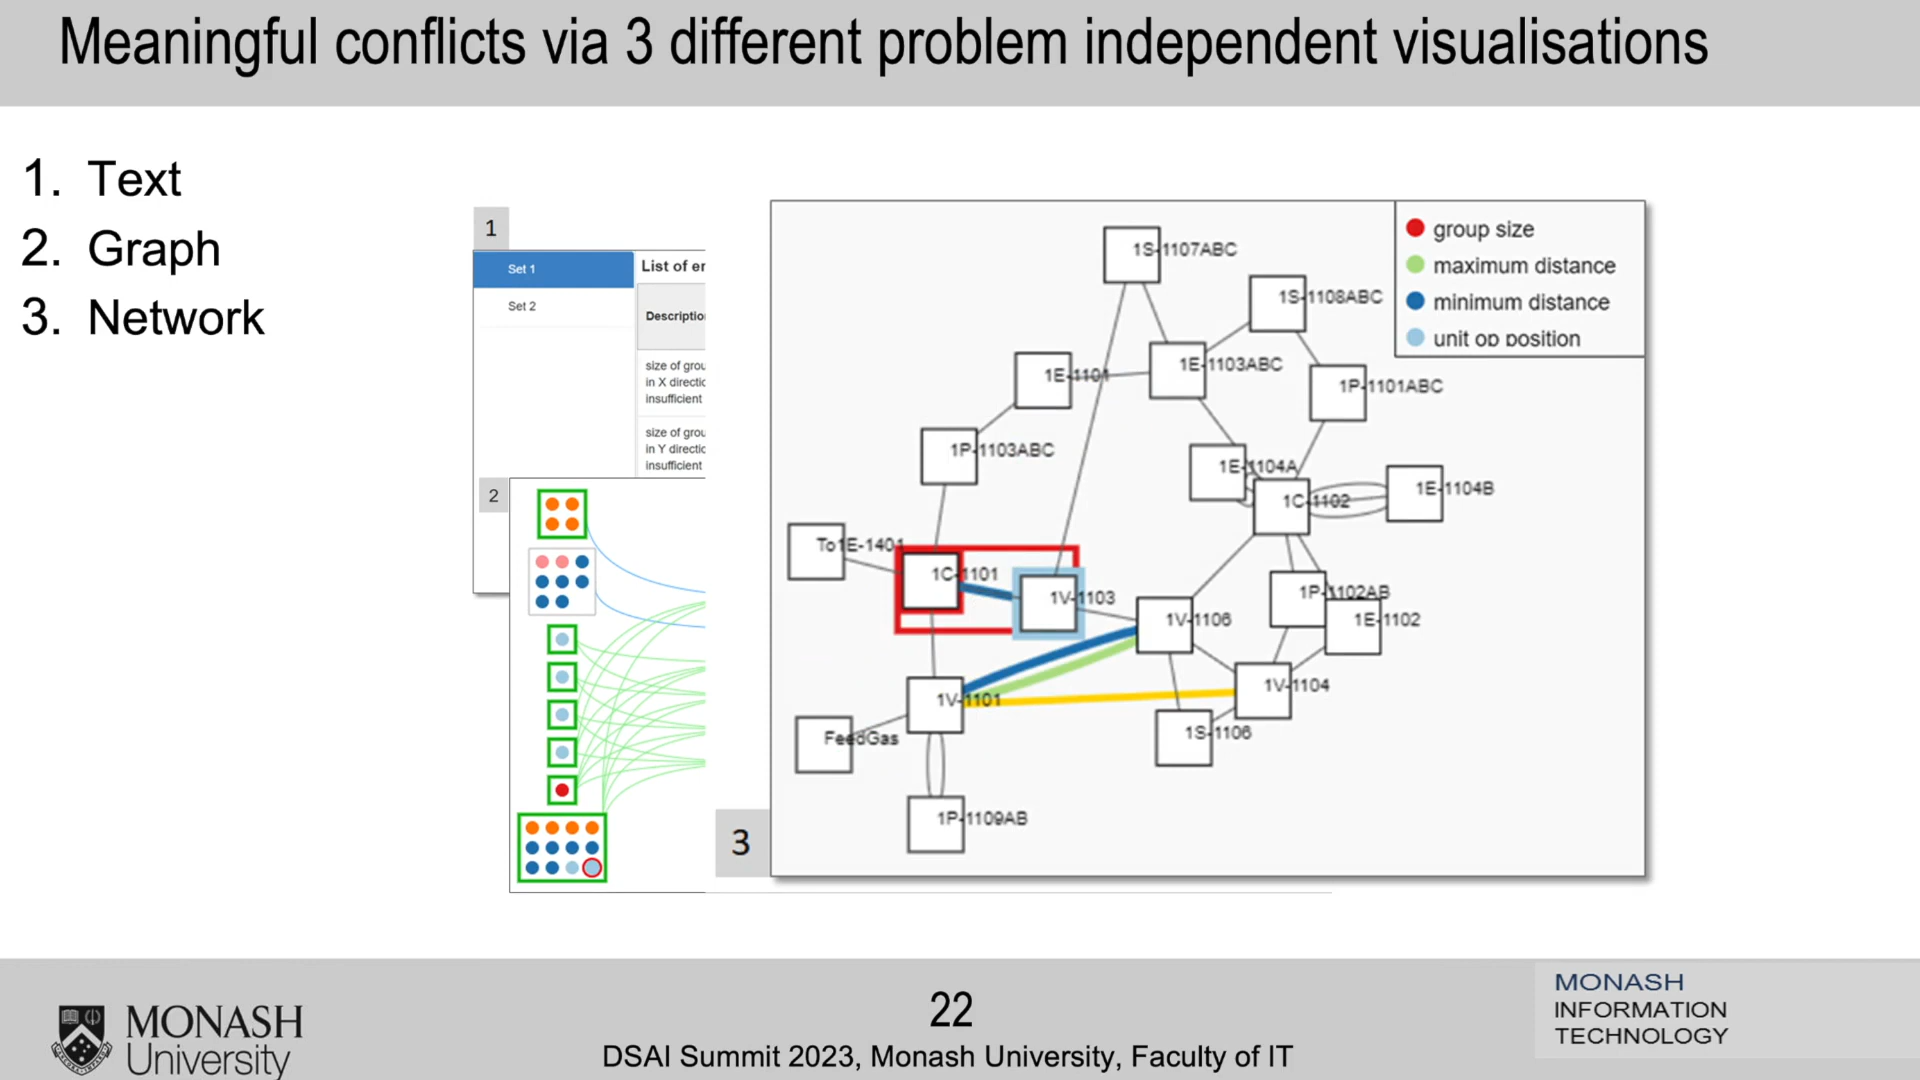 Meaningful conflicts via 3 different problem independent visualisations
1. Text
2. Graph
3. Network
1
Set 1
Set 2
List of er
Descriptio
size of grou
in X directic
insufficient
size of grou
in Y directic
insufficient
2
3
group size
maximum distance
minimum distance
unit op position
1S-1107ABC
1S-1108ABC
1E-1103ABC
1E-1101
1P-1101ABC
1P-1103ABC
1E-1104A
1C-1102
1E-1104B
To1E-1401
1C-1101
1V-1103
1P-1102AB
1V-1106
1E-1102
1V-1104
1V-1101
1S-1106
FeedGas
1P-1109AB
MONASH
University
22
DSAI Summit 2023, Monash University, Faculty of IT
MONASH
INFORMATION
TECHNOLOGY